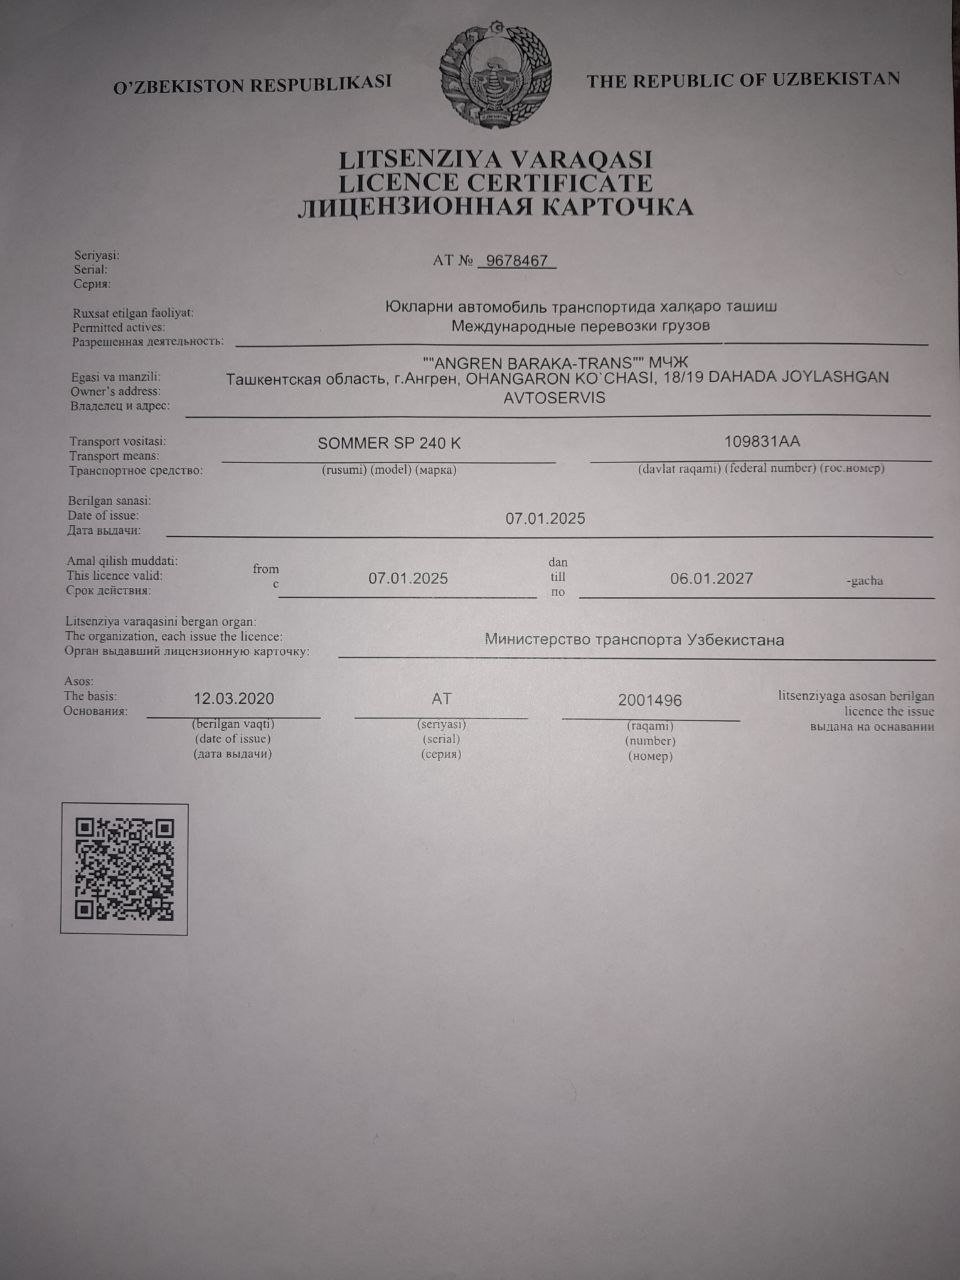 O'ZBEKISTON RESPUBLIKASI
THE REPUBLIC OF UZBEKISTAN
LITSENZIYA VARAQASI
LICENCE CERTIFICATE
ЛИЦЕНЗИОННАЯ КАРТОЧКА
Seriyasi:
Serial:
Серия:
AT № 9678467
Ruxsat etilgan faoliyat:
Permitted actives:
Разрешенная деятельность:
Юкларни автомобиль транспортида халқаро ташиш
Международные перевозки грузов
Egasi va manzili:
Owner's address:
Владелец и адрес:
""ANGREN BARAKA-TRANS"" МЧЖ
Ташкентская область, г.Ангрен, OHANGARON KO`CHASI, 18/19 DAHADA JOYLASHGAN
AVTOSERVIS
Transport vositasi:
Transport means:
Транспортное средство:
SOMMER SP 240 K
(rusumi) (model) (марка)
109831AA
(davlat raqami) (federal number) (гос.номер)
Berilgan sanasi:
Date of issue:
Дата выдачи:
07.01.2025
Amal qilish muddati:
This licence valid:
Срок действия:
from
с
07.01.2025
dan
till
по
06.01.2027
-gacha
Litsenziya varaqasini bergan organ:
The organization, each issue the licence:
Орган выдавший лицензионную карточку:
Министерство транспорта Узбекистана
Asos:
The basis:
Основания:
12.03.2020
(berilgan vaqti)
(date of issue)
(дата выдачи)
AT
(seriyasi)
(serial)
(серия)
2001496
(raqami)
(number)
(номер)
litsenziyaga asosan berilgan
licence the issue
выдана на оснавании